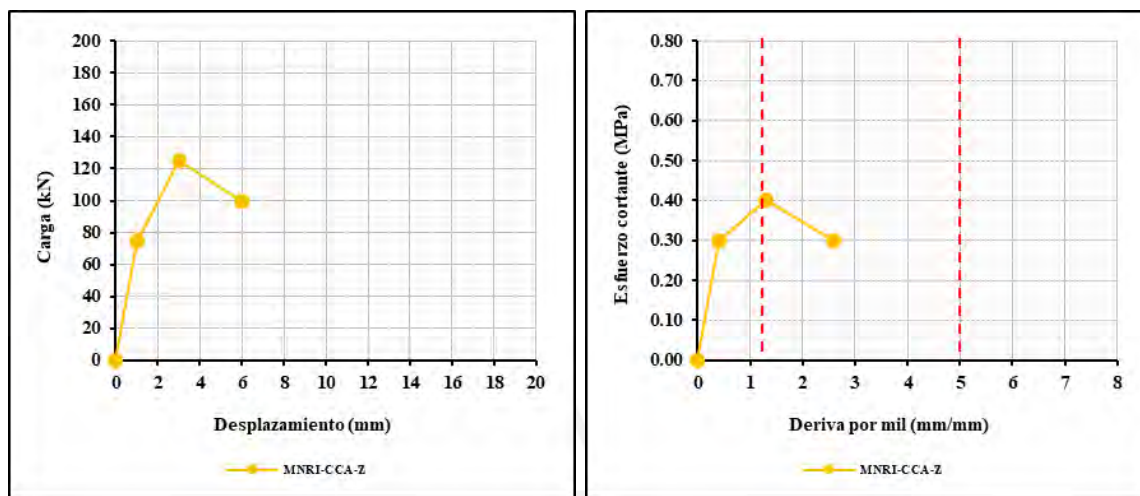 200
180
160
140
120
100
80
60
40
20
0
Carga (kN)
0 2 4 6 8 10 12 14 16 18 20
Desplazamiento (mm)
MNRI-CCA-Z
0.80
0.70
0.60
0.50
0.40
0.30
0.20
0.10
0.00
Esfuerzo cortante (MPa)
0 1 2 3 4 5 6 7 8
Deriva por mil (mm/mm)
MNRI-CCA-Z